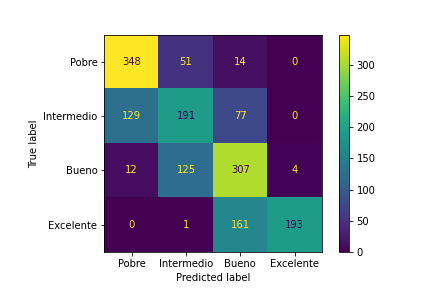 Pobre 348 51 14 0
Intermedio 129 191 77 0
Bueno 12 125 307 4
Excelente 0 1 161 193
Pobre Intermedio Bueno Excelente
Predicted label
True label
300
250
200
150
100
50
0